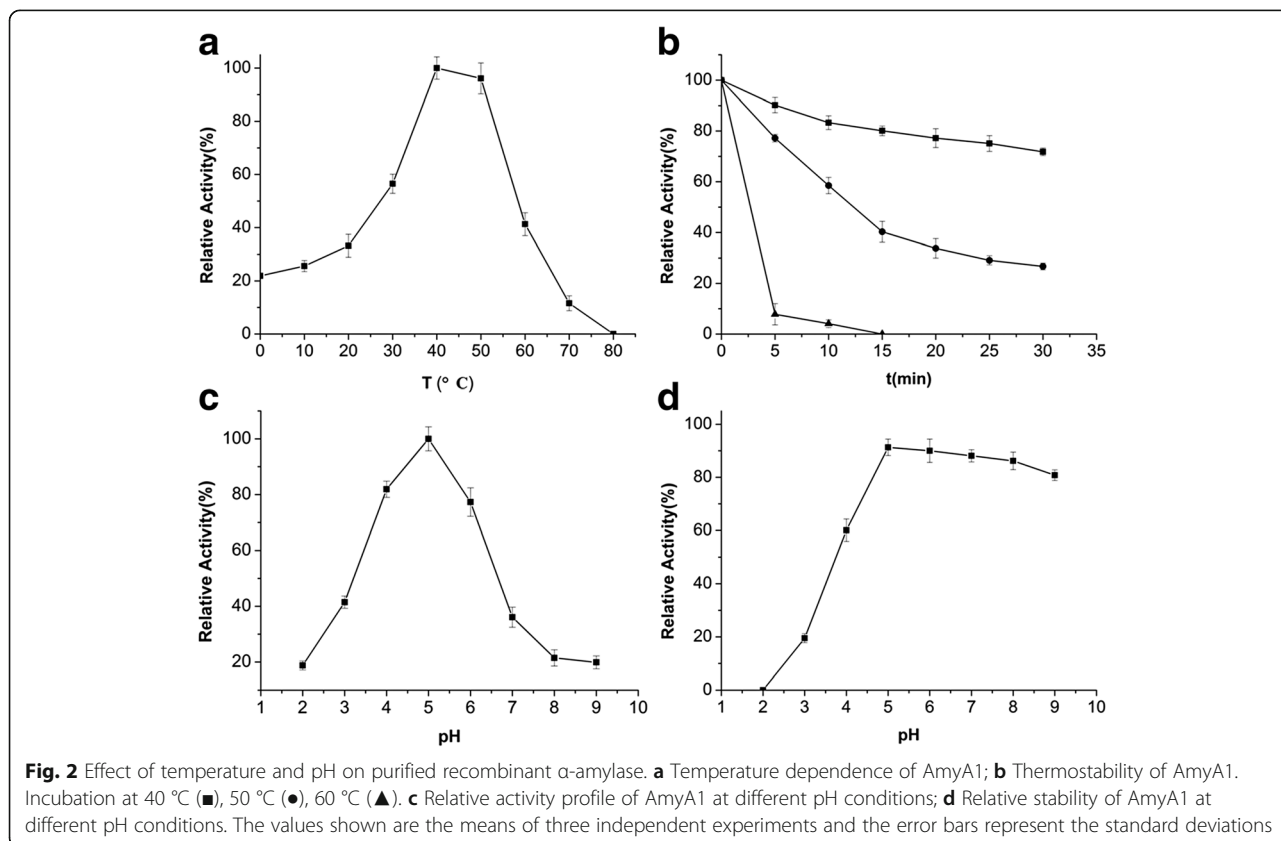 a
100
80
60
40
20
0
Relative Activity(%)
0 10 20 30 40 50 60 70 80
T (° C)
b
100
80
60
40
20
0
Relative Activity(%)
0 5 10 15 20 25 30 35
t(min)
c
100
80
60
40
20
Relative Activity(%)
1 2 3 4 5 6 7 8 9 10
pH
d
100
80
60
40
20
0
Relative Activity(%)
1 2 3 4 5 6 7 8 9 10
pH
Fig. 2 Effect of temperature and pH on purified recombinant α-amylase. a Temperature dependence of AmyA1; b Thermostability of AmyA1.
Incubation at 40 °C (■), 50 °C (●), 60 °C (▲). c Relative activity profile of AmyA1 at different pH conditions; d Relative stability of AmyA1 at
different pH conditions. The values shown are the means of three independent experiments and the error bars represent the standard deviations